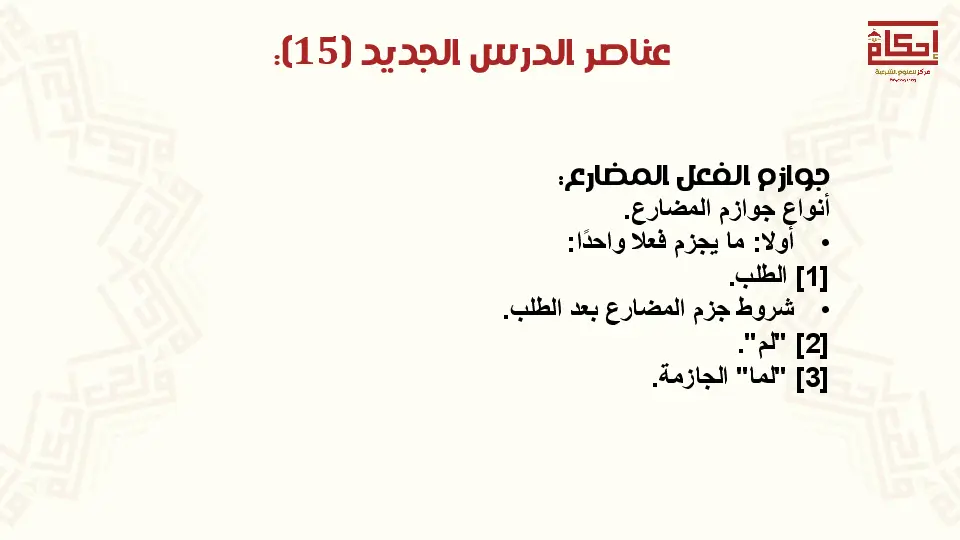 عناصر الدرس الجديد (15):
إحكام
مركز للعلوم الشرعية
جوازم الفعل المضارع:
أنواع جوازم المضارع.
• أولا: ما يجزم فعلا واحدًا:
[1] الطلب.
• شروط جزم المضارع بعد الطلب.
[2] "لم".
[3] "لما" الجازمة.